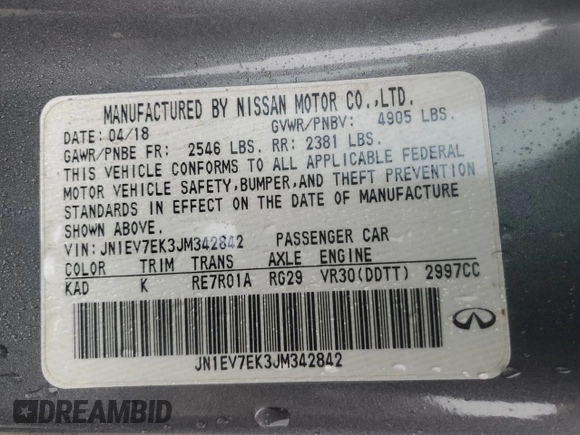 MANUFACTURED BY NISSAN MOTOR CO.,LTD.
DATE: 04/18 GVWR/PNBV: 4905 LBS.
GAWR/PNBE FR: 2546 LBS. RR: 2381 LBS.
THIS VEHICLE CONFORMS TO ALL APPLICABLE FEDERAL
MOTOR VEHICLE SAFETY,BUMPER,AND THEFT PREVENTION
STANDARDS IN EFFECT ON THE DATE OF MANUFACTURE
SHOWN ABOVE.
VIN:JN1EV7EK3JM342842 PASSENGER CAR
COLOR TRIM TRANS AXLE ENGINE
KAD K RE7R01A RG29 VR30(DDTT) 2997CC
JN1EV7EK3JM342842
DREAMBID